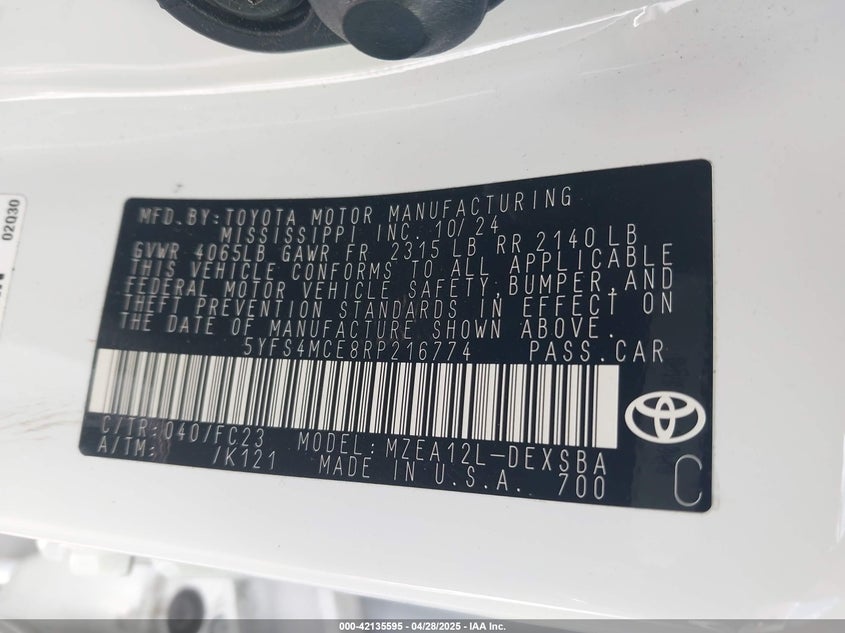 02030
MFD. BY: TOYOTA MOTOR MANUFACTURING
MISSISSIPPI INC. 10/24
GVWR 4065LB GAWR FR 2315 LB RR 2140 LB
THIS VEHICLE CONFORMS TO ALL APPLICABLE
FEDERAL MOTOR VEHICLE SAFETY, BUMPER, AND
THEFT PREVENTION STANDARDS IN EFFECT ON
THE DATE OF MANUFACTURE SHOWN ABOVE.
5YFS4MCE8RP216774 PASS. CAR
C/TR: 040/FC23 MODEL: MZEA12L-DEXSBA
A/TM: /K121 MADE IN U.S.A. 700
C
000-42135595 - 04/28/2025 - IAA Inc.